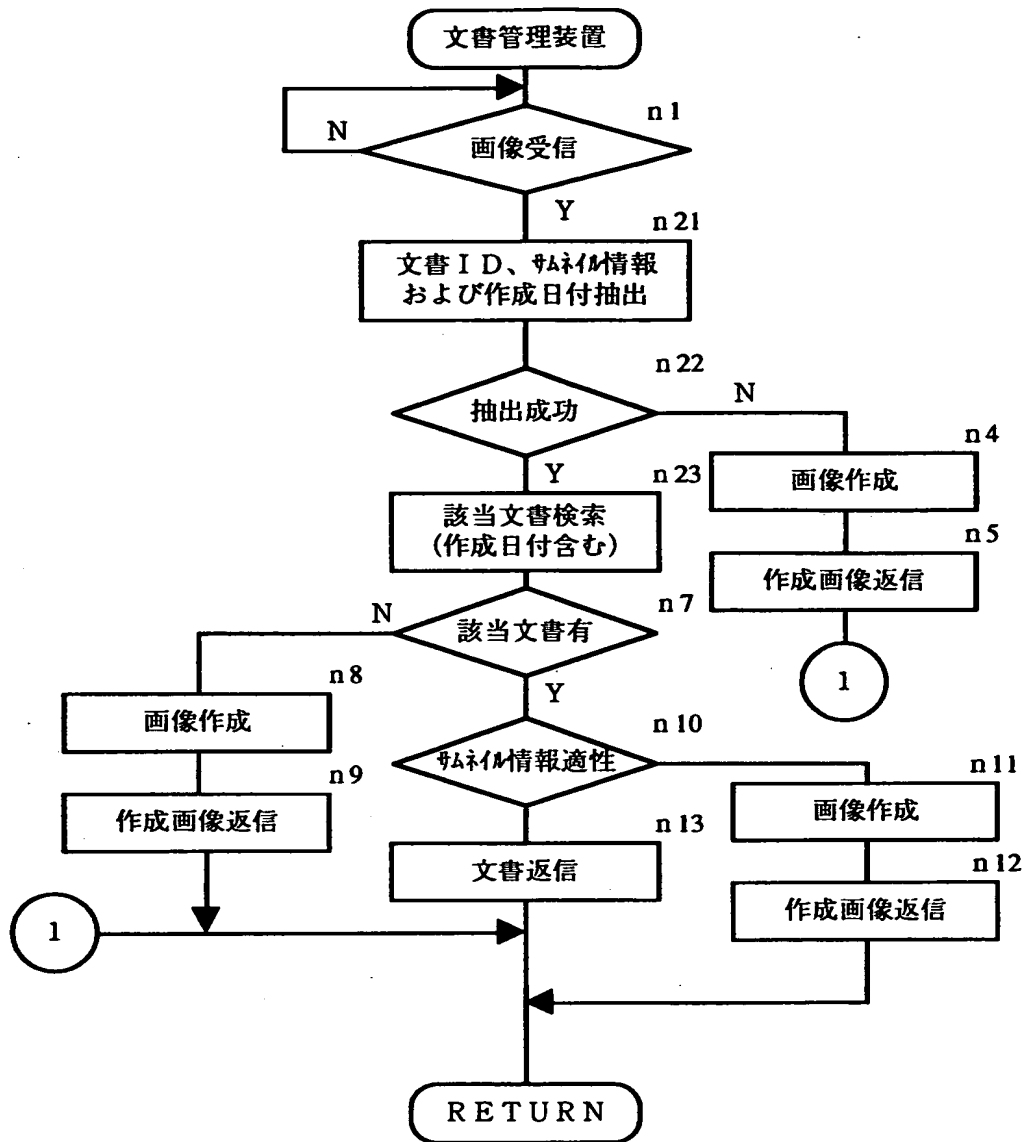 文書管理装置
n1
N
画像受信
Y
n21
文書ID、サムネイル情報
および作成日付抽出
n22
抽出成功
N
n4
画像作成
Y
n23
該当文書検索
(作成日付含む)
n5
作成画像返信
n7
N
該当文書有
1
n8
Y
画像作成
n10
サムネイル情報適性
n9
作成画像返信
n11
画像作成
n13
文書返信
n12
作成画像返信
1
RETURN